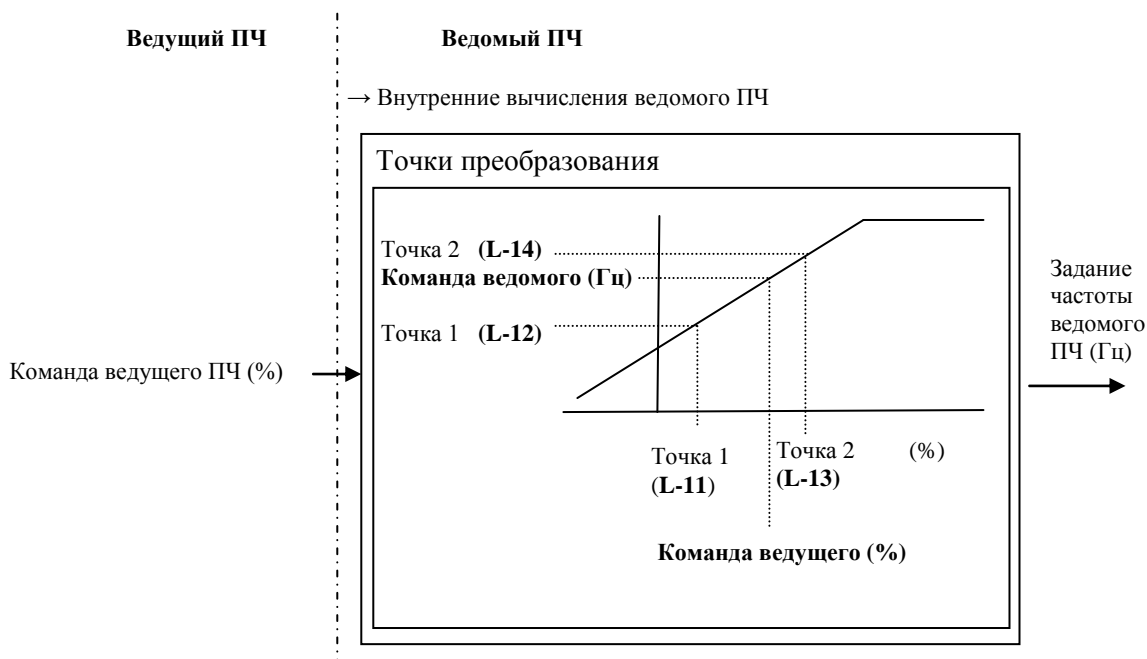 Ведущий ПЧ
Ведомый ПЧ
→ Внутренние вычисления ведомого ПЧ
Точки преобразования
Точка 2 (L-14)
Команда ведомого (Гц)
Точка 1 (L-12)
Команда ведущего ПЧ (%)
Точка 1
(L-11)
Точка 2
(L-13)
(%)
Команда ведущего (%)
Задание
частоты
ведомого
ПЧ (Гц)